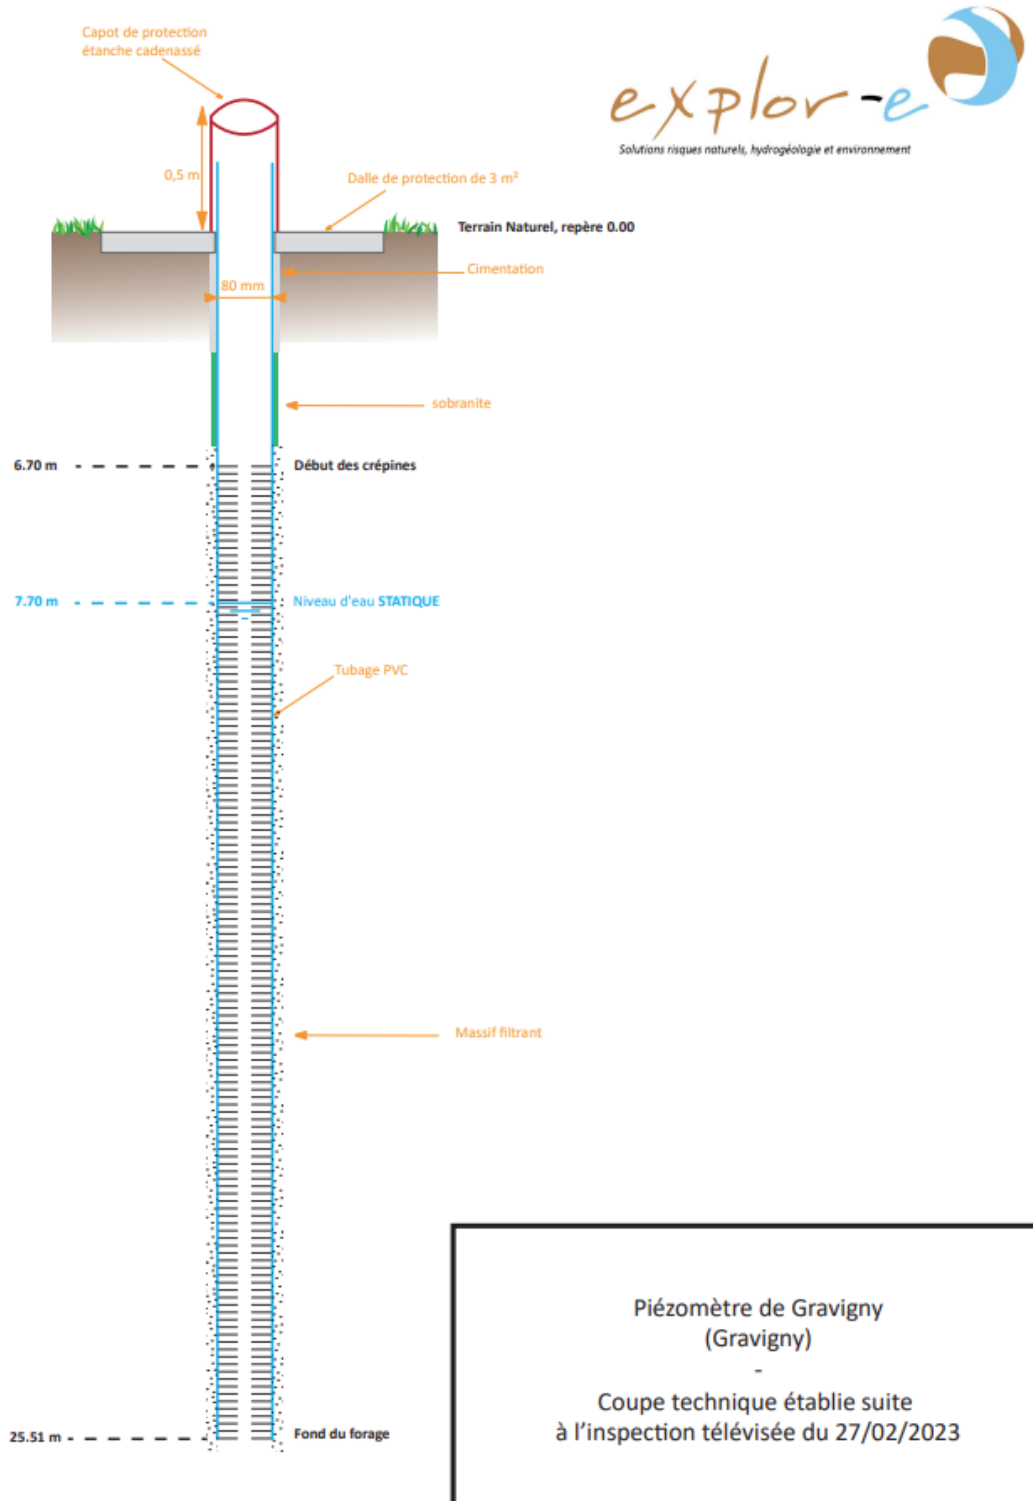 Capot de protection
étanche cadenassé
explor-e
Solutions risques naturels, hydrogéologie et environnement
0,5 m
Dalle de protection de 3 m²
Terrain Naturel, repère 0.00
Cimentation
80 mm
sobranite
6.70 m
Début des crépines
7.70 m
Niveau d'eau STATIQUE
Tubage PVC
Massif filtrant
Piézomètre de Gravigny
(Gravigny)
-
Coupe technique établie suite
à l'inspection télévisée du 27/02/2023
25.51 m
Fond du forage